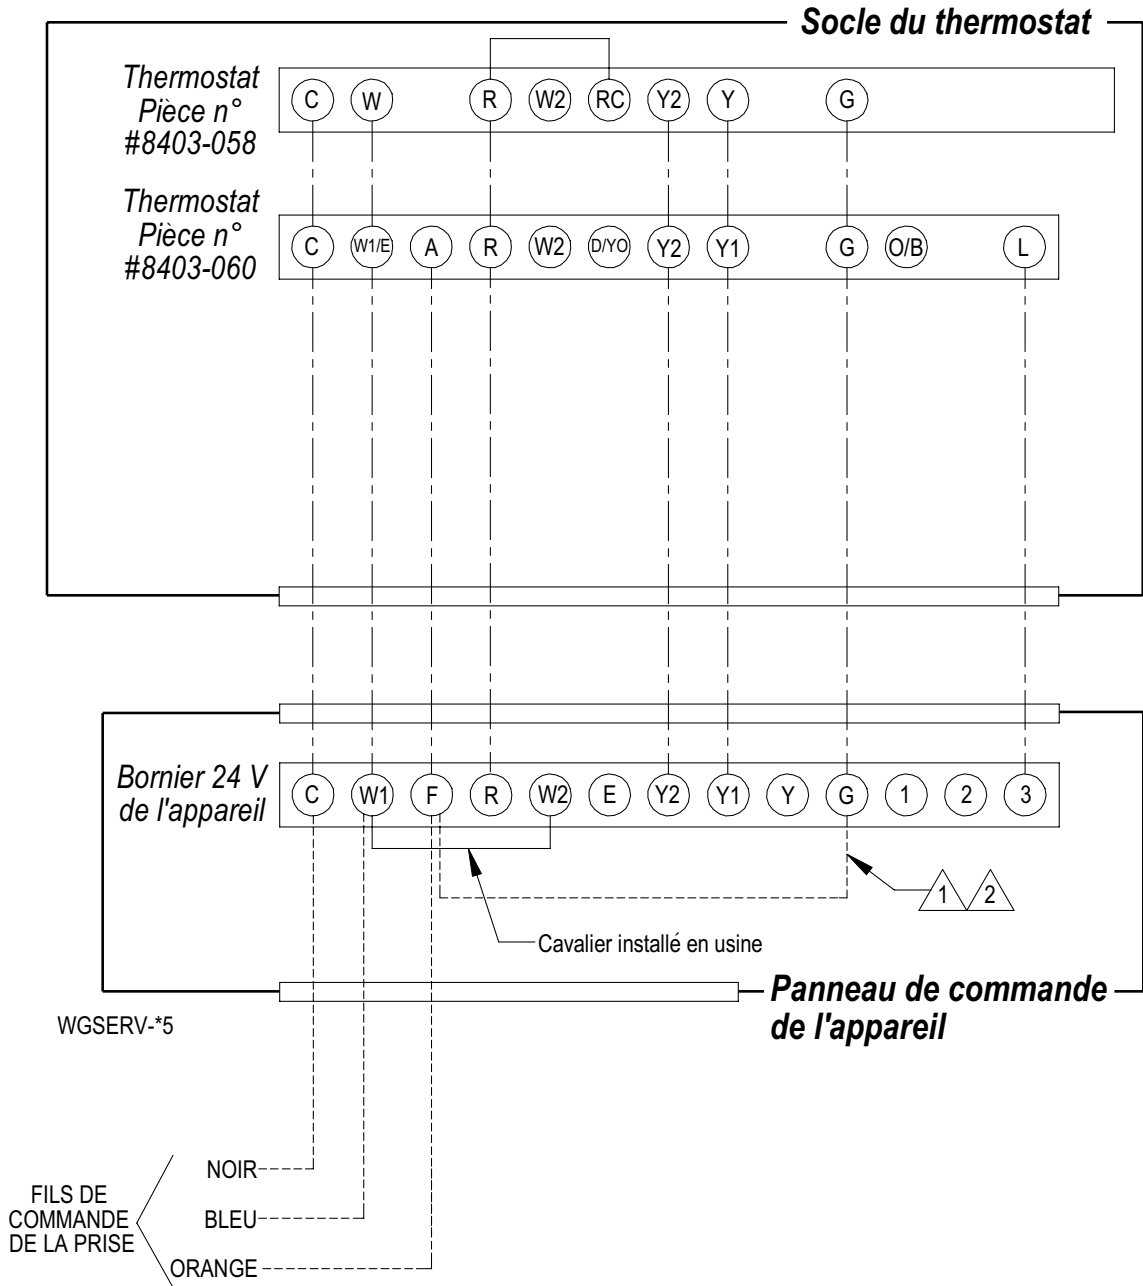 Socle du thermostat
Thermostat
Pièce n°
#8403-058
C W R W2 RC Y2 Y G
Thermostat
Pièce n°
#8403-060
C W1/E A R W2 D/YO Y2 Y1 G O/B L
Bornier 24 V
de l'appareil
C W1 F R W2 E Y2 Y1 Y G 1 2 3
1 2
Cavalier installé en usine
Panneau de commande
de l'appareil
WGSERV-*5
FILS DE
COMMANDE
DE LA PRISE
NOIR
BLEU
ORANGE